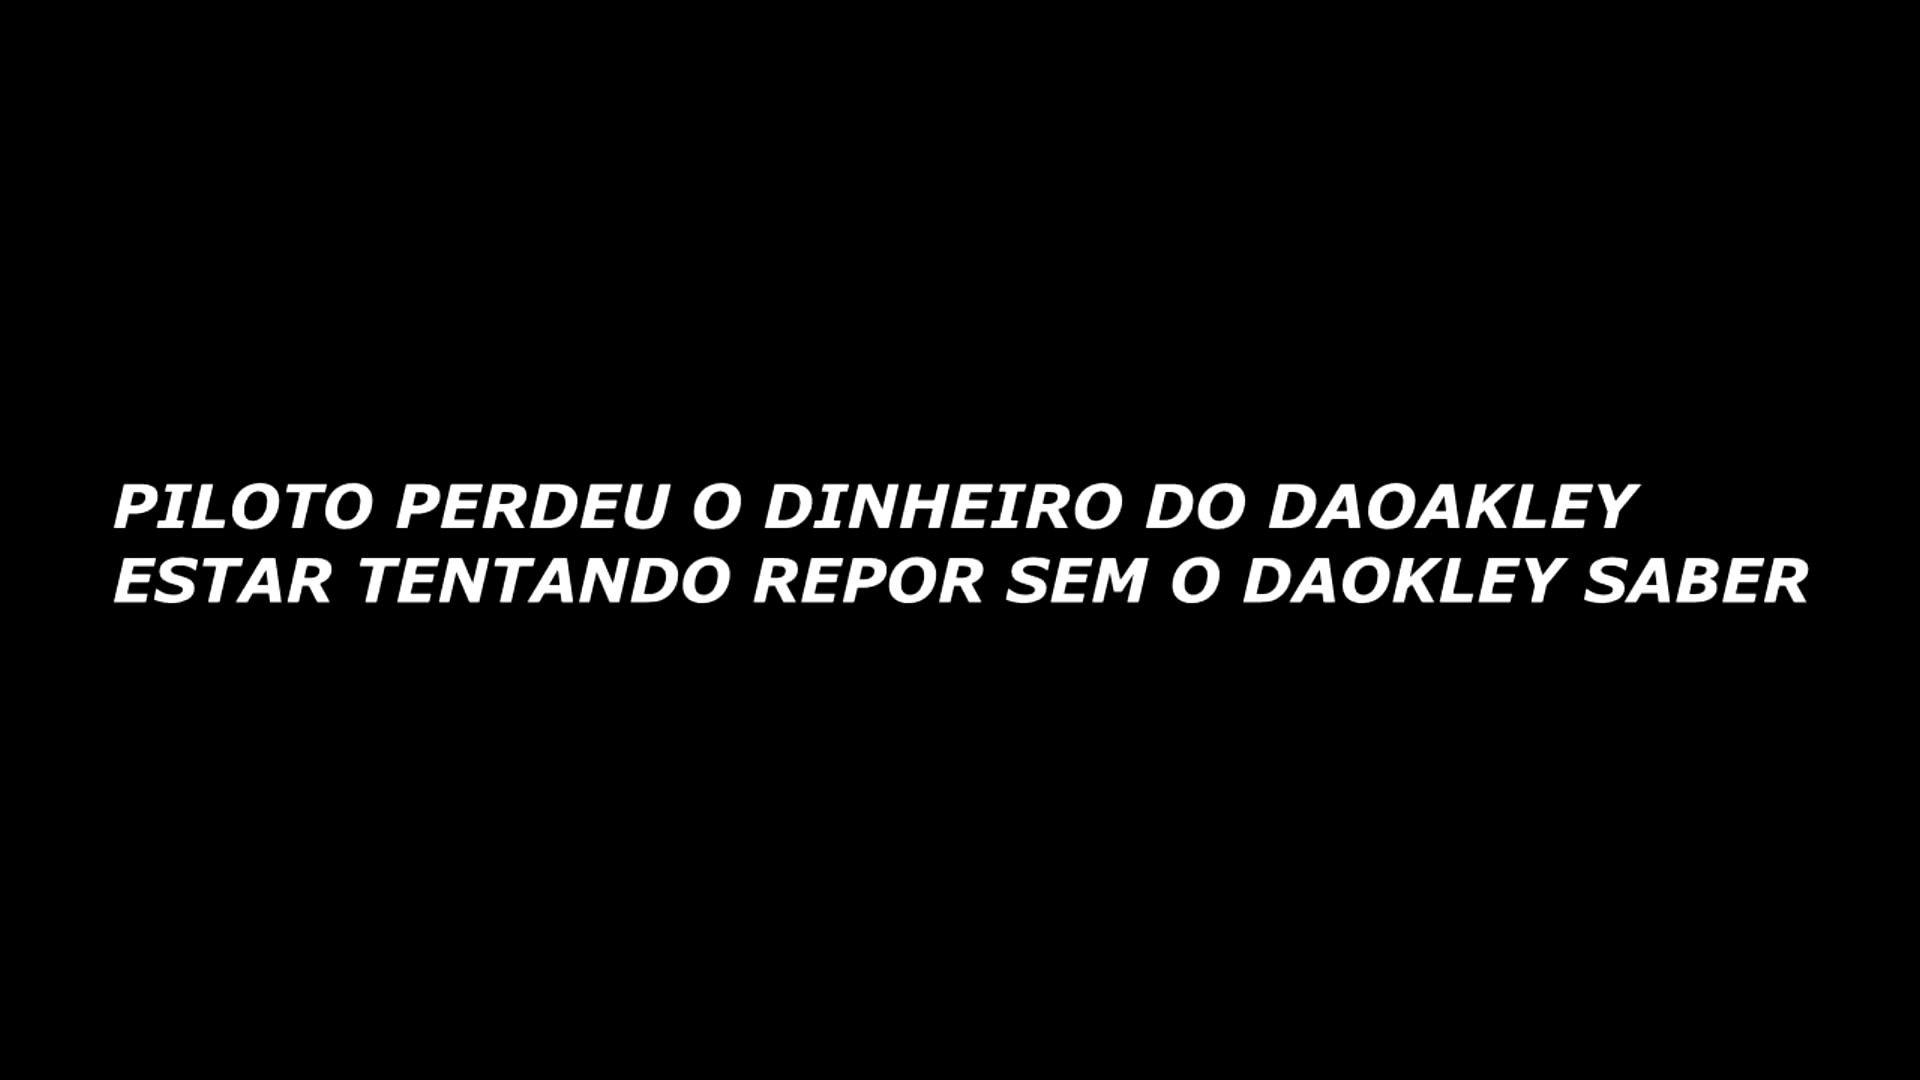 PILOTO PERDEU O DINHEIRO DO DAOAKLEY
ESTAR TENTANDO REPOR SEM O DAOKLEY SABER